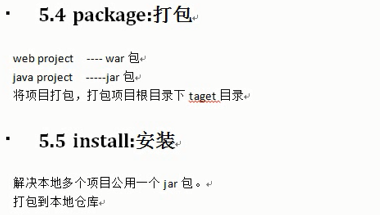 5.4 package:打包
web project ---- war 包
java project -----jar 包
将项目打包，打包项目根目录下 taget 目录
5.5 install:安装
解决本地多个项目公用一个 jar 包。
打包到本地仓库